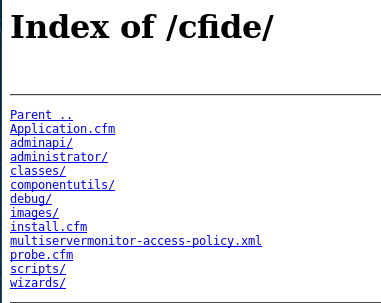 Index of /cfide/
Parent ..
Application.cfm
adminapi/
administrator/
classes/
componentutils/
debug/
images/
install.cfm
multiservermonitor-access-policy.xml
probe.cfm
scripts/
wizards/